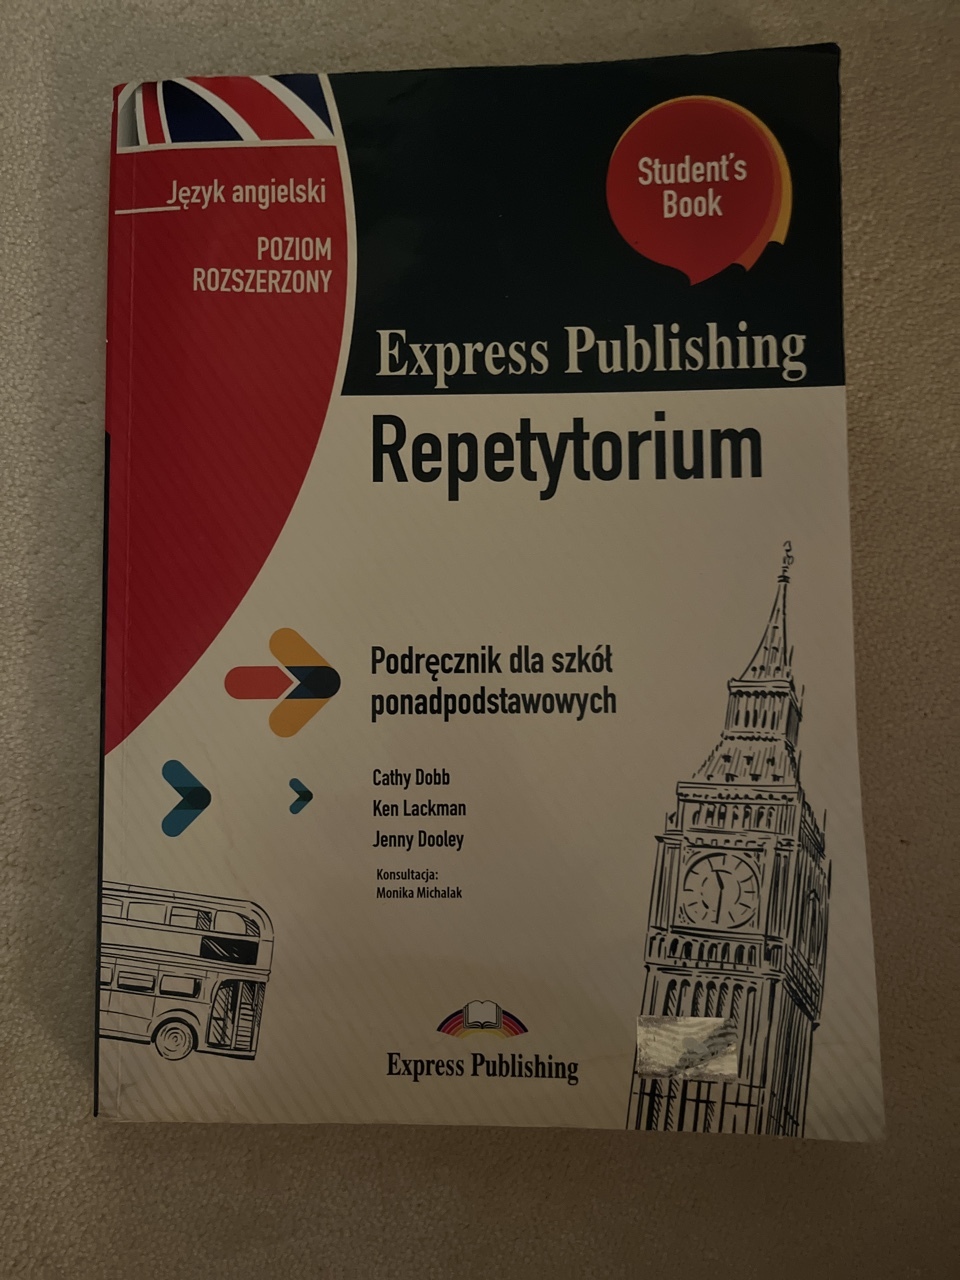 Język angielski
POZIOM
ROZSZERZONY
Student's
Book
Express Publishing
Repetytorium
Podręcznik dla szkół
ponadpodstawowych
Cathy Dobb
Ken Lackman
Jenny Dooley
Konsultacja:
Monika Michalak
Express Publishing